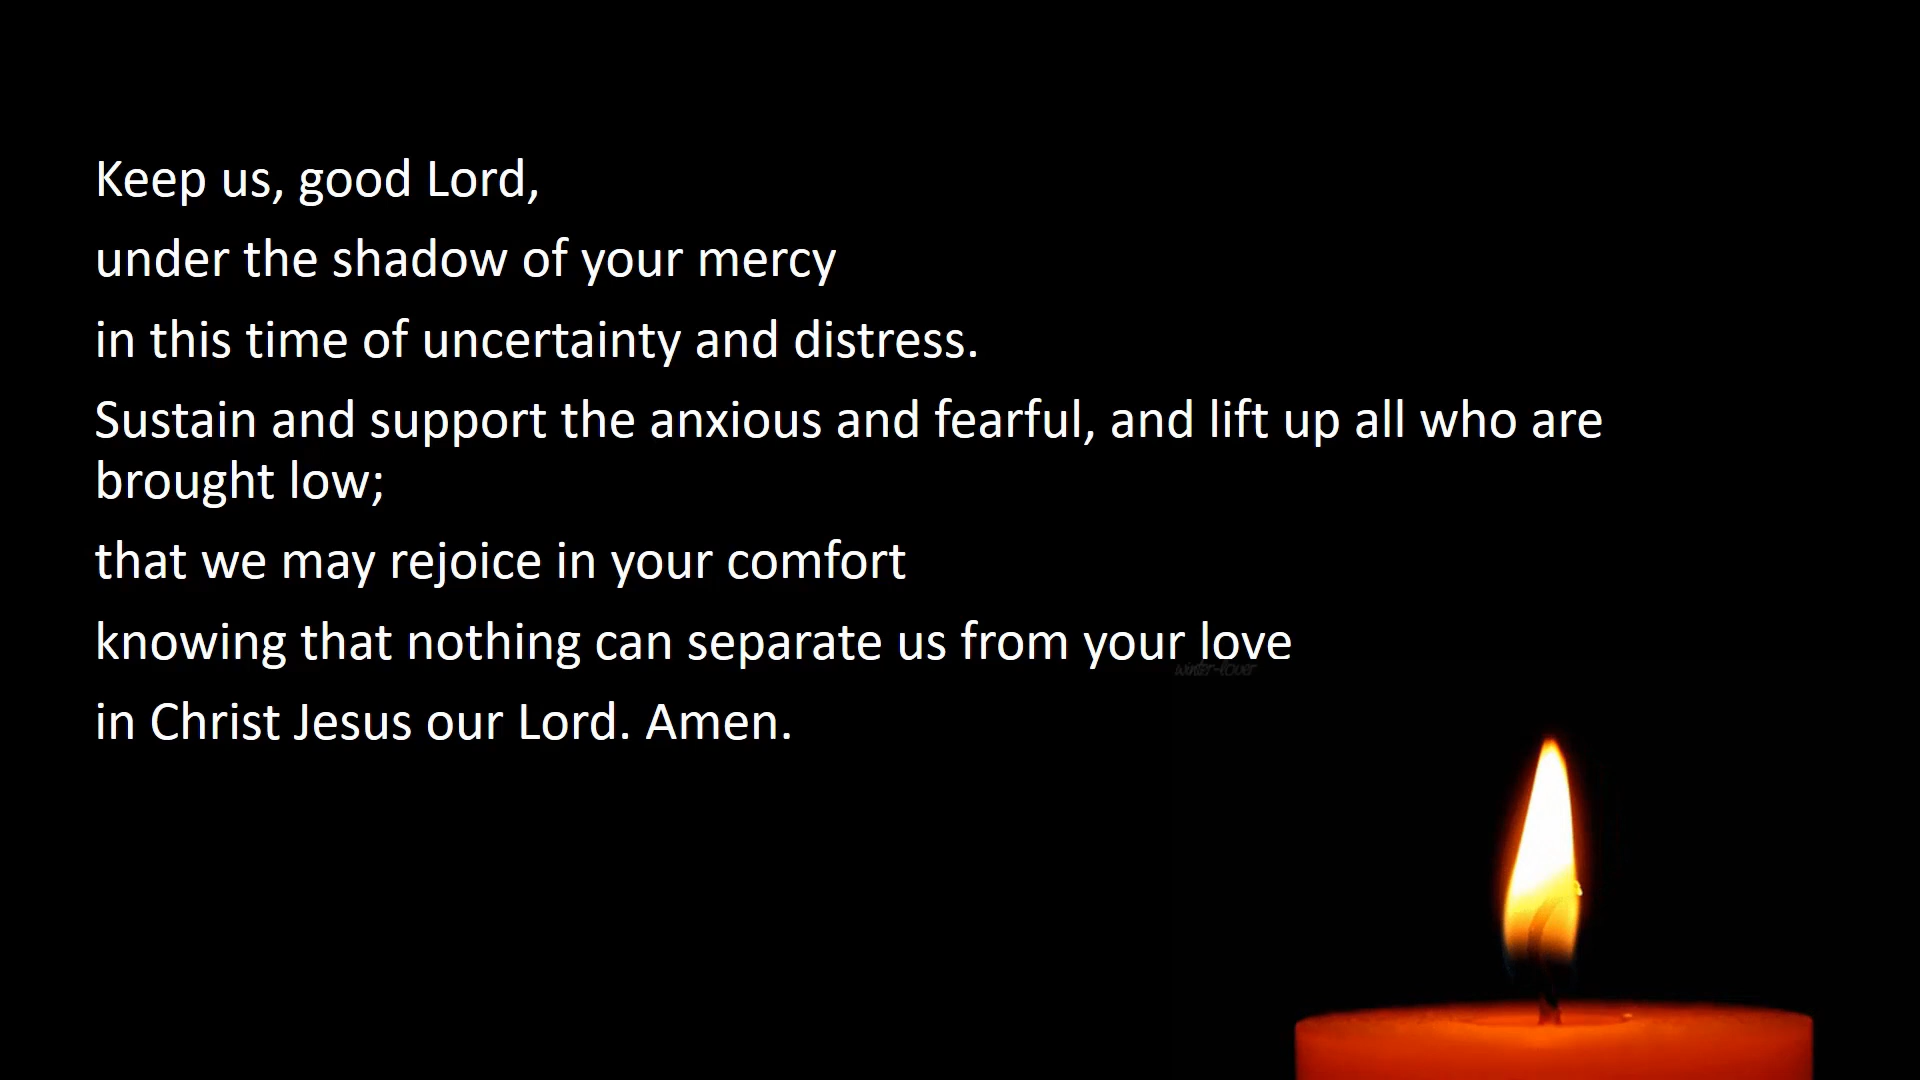 Keep us, good Lord,
under the shadow of your mercy
in this time of uncertainty and distress.
Sustain and support the anxious and fearful, and lift up all who are
brought low;
that we may rejoice in your comfort
knowing that nothing can separate us from your love
winter-lover
in Christ Jesus our Lord. Amen.